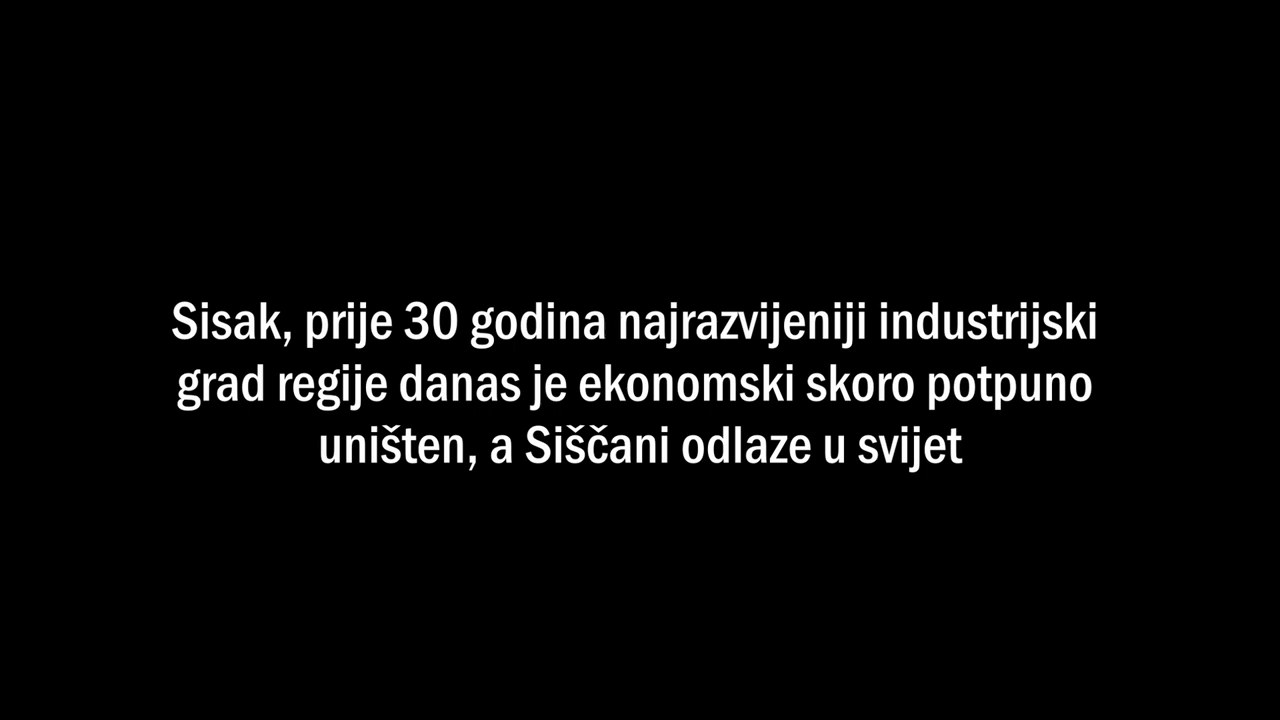 Sisak, prije 30 godina najrazvijeniji industrijski
grad regije danas je ekonomski skoro potpuno
uništen, a Siščani odlaze u svijet